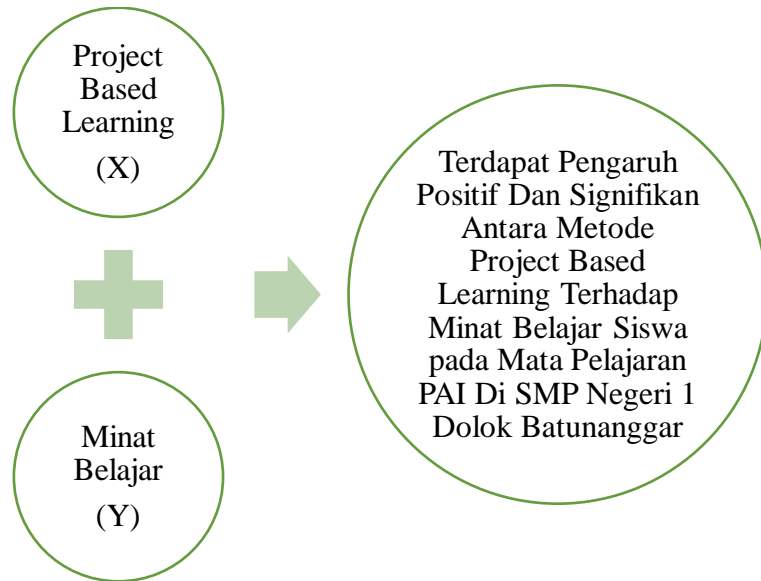 Project
Based
Learning
(X)
Minat
Belajar
(Y)
Terdapat Pengaruh
Positif Dan Signifikan
Antara Metode
Project Based
Learning Terhadap
Minat Belajar Siswa
pada Mata Pelajaran
PAI Di SMP Negeri 1
Dolok Batunanggar